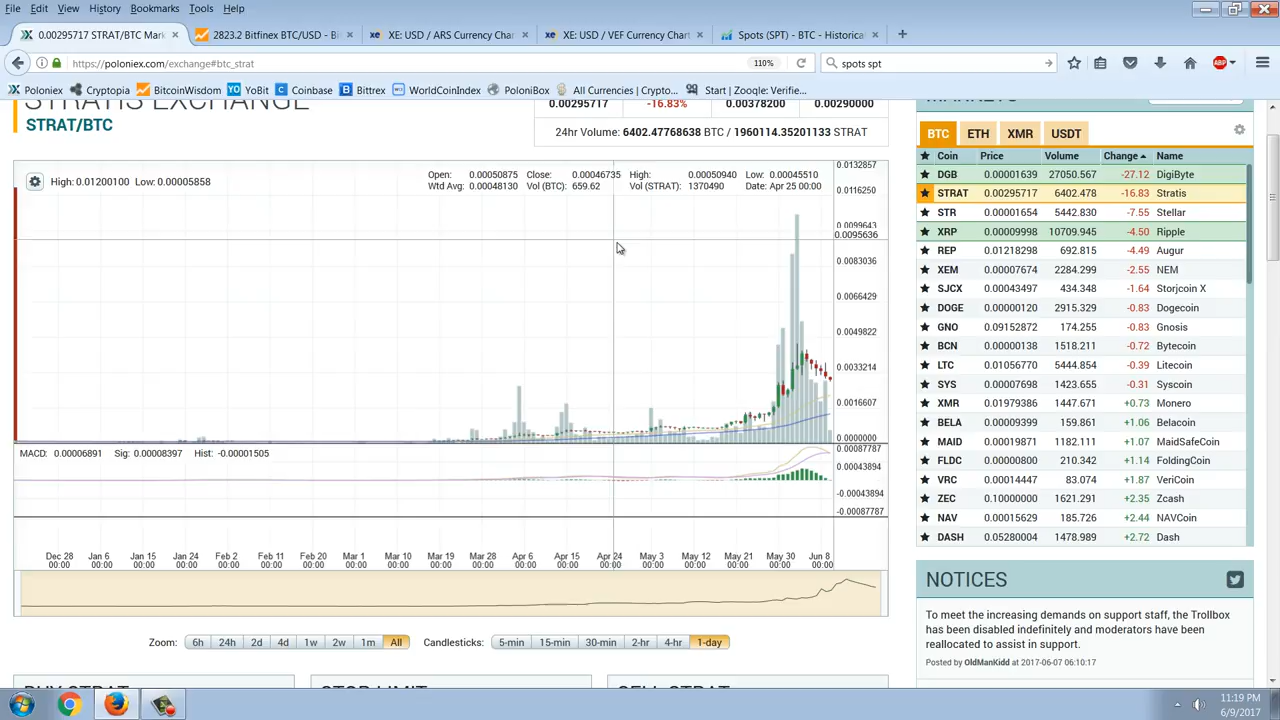 File Edit View History Bookmarks Tools Help
0.00295717 STRAT/BTC Mark × 2823.2 Bitfinex BTC/USD - Bi × XE: USD / ARS Currency Char × XE: USD / VEF Currency Chart × Spots (SPT) - BTC - Historical × +
https://poloniex.com/exchange#btc_strat 110% spots spt
Poloniex Cryptopia BitcoinWisdom YoBit Coinbase Bittrex WorldCoinIndex PoloniBox All Currencies | Crypto... Start | Zooqle: Verifie...
STRATIS EXCHANGE
STRAT/BTC
0.00295717 -16.83% 0.00378200 0.00290000
24hr Volume: 6402.47768638 BTC / 1960114.35201133 STRAT
High: 0.01200100 Low: 0.00005858
Open: 0.00050875 Close: 0.00046735 High: 0.00050940 Low: 0.00045510
Wtd Avg: 0.00048130 Vol (BTC): 659.62 Vol (STRAT): 1370490 Date: Apr 25 00:00
0.0132857
0.0116250
0.0099643
0.0095636
0.0083036
0.0066429
0.0049822
0.0033214
0.0016607
0.0000000
MACD: 0.00006891 Sig: 0.00008397 Hist: -0.00001505
0.00087787
0.00043894
-0.00043894
-0.00087787
Dec 28 Jan 6 Jan 15 Jan 24 Feb 2 Feb 11 Feb 20 Mar 1 Mar 10 Mar 19 Mar 28 Apr 6 Apr 15 Apr 24 May 3 May 12 May 21 May 30 Jun 8
00:00 00:00 00:00 00:00 00:00 00:00 00:00 00:00 00:00 00:00 00:00 00:00 00:00 00:00 00:00 00:00 00:00 00:00 00:00
Zoom: 6h 24h 2d 4d 1w 2w 1m All Candlesticks: 5-min 15-min 30-min 2-hr 4-hr 1-day
BUY STRAT STOP-LIMIT SELL STRAT
MARKETS
BTC ETH XMR USDT
Coin Price Volume Change Name
DGB 0.00001639 27050.567 -27.12 DigiByte
STRAT 0.00295717 6402.478 -16.83 Stratis
STR 0.00001654 5442.830 -7.55 Stellar
XRP 0.00009998 10709.945 -4.50 Ripple
REP 0.01218298 692.815 -4.49 Augur
XEM 0.00007674 2284.299 -2.55 NEM
SJCX 0.00043497 434.348 -1.64 Storjcoin X
DOGE 0.00000120 2915.329 -0.83 Dogecoin
GNO 0.09152872 174.255 -0.83 Gnosis
BCN 0.00000138 1518.211 -0.72 Bytecoin
LTC 0.01056770 5444.854 -0.39 Litecoin
SYS 0.00007698 1423.655 -0.31 Syscoin
XMR 0.01979386 1447.671 +0.73 Monero
BELA 0.00009399 159.861 +1.06 Belacoin
MAID 0.00019871 1182.111 +1.07 MaidSafeCoin
FLDC 0.00000800 210.342 +1.14 FoldingCoin
VRC 0.00014447 83.074 +1.87 VeriCoin
ZEC 0.10000000 1621.291 +2.35 Zcash
NAV 0.00015629 185.726 +2.44 NAVCoin
DASH 0.05280004 1478.989 +2.72 Dash
NOTICES
To meet the increasing demands on support staff, the Trollbox
has been disabled indefinitely and moderators have been
reallocated to assist in support.
Posted by OldManKidd at 2017-06-07 06:10:17
11:19 PM
6/9/2017